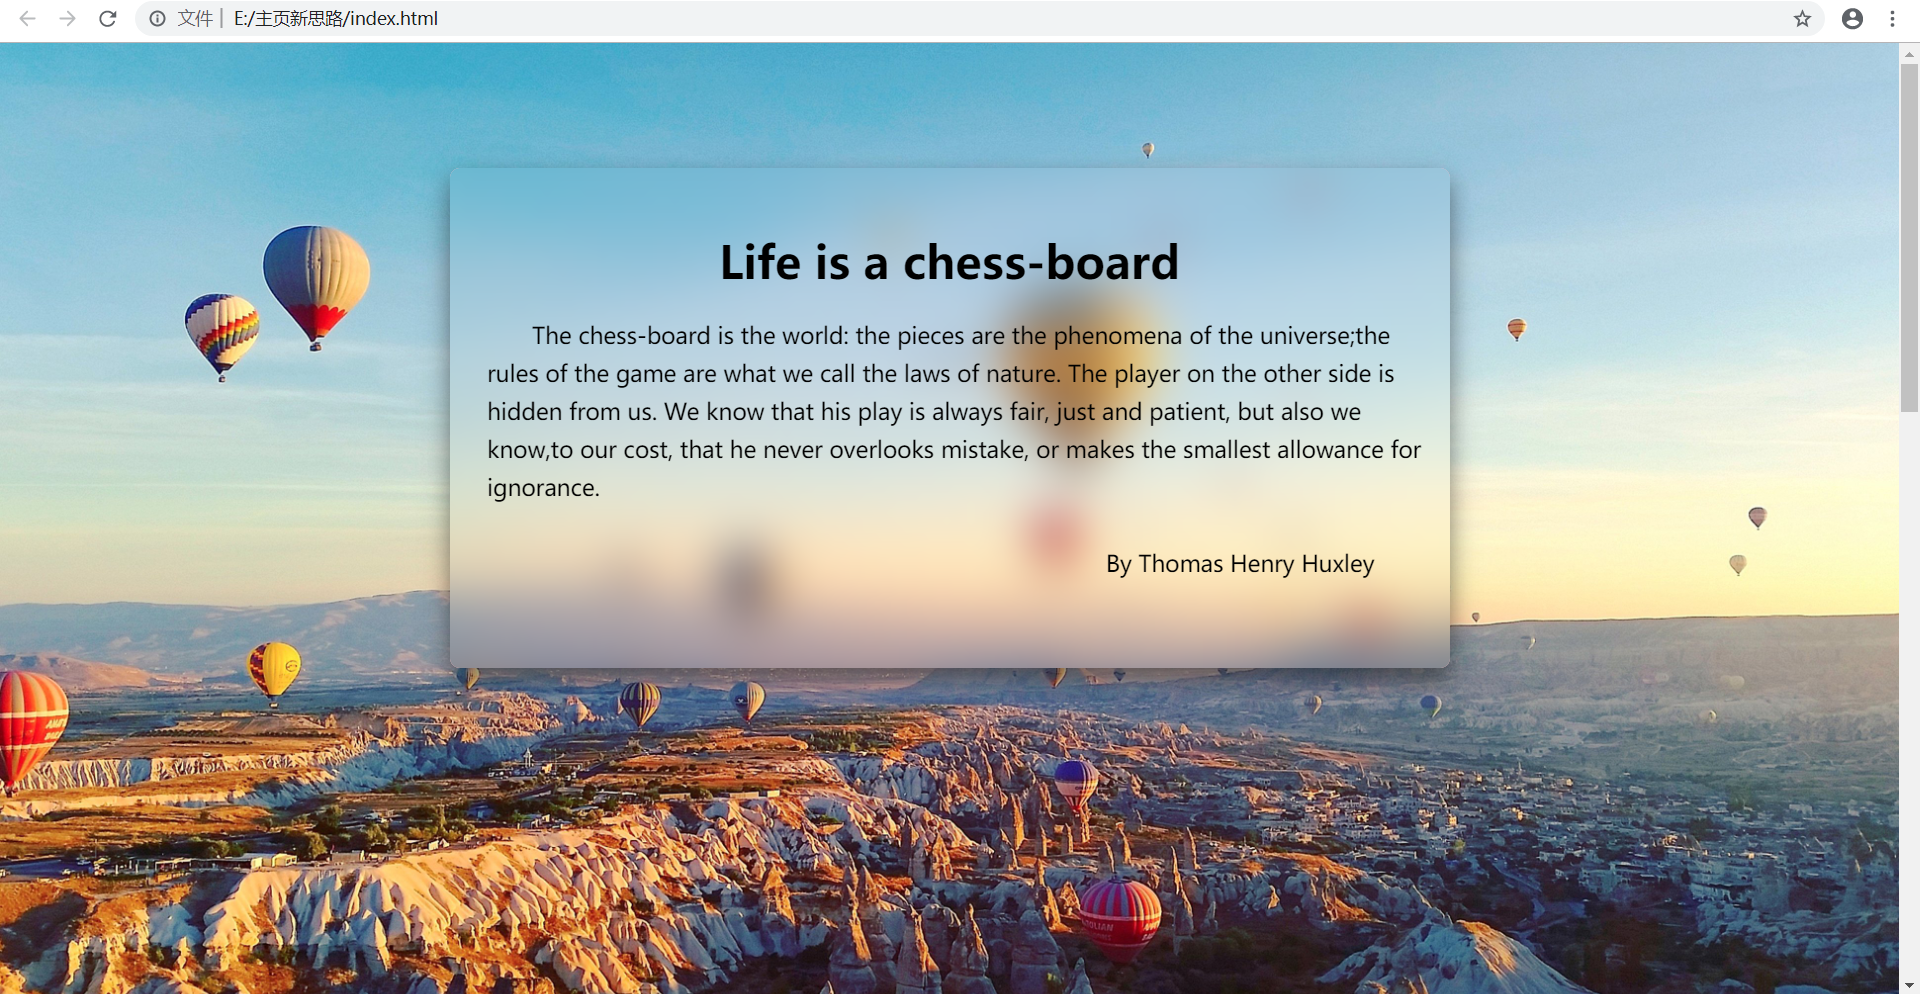 文件 | E:/主页新思路/index.html
Life is a chess-board
The chess-board is the world: the pieces are the phenomena of the universe;the
rules of the game are what we call the laws of nature. The player on the other side is
hidden from us. We know that his play is always fair, just and patient, but also we
know,to our cost, that he never overlooks mistake, or makes the smallest allowance for
ignorance.
By Thomas Henry Huxley